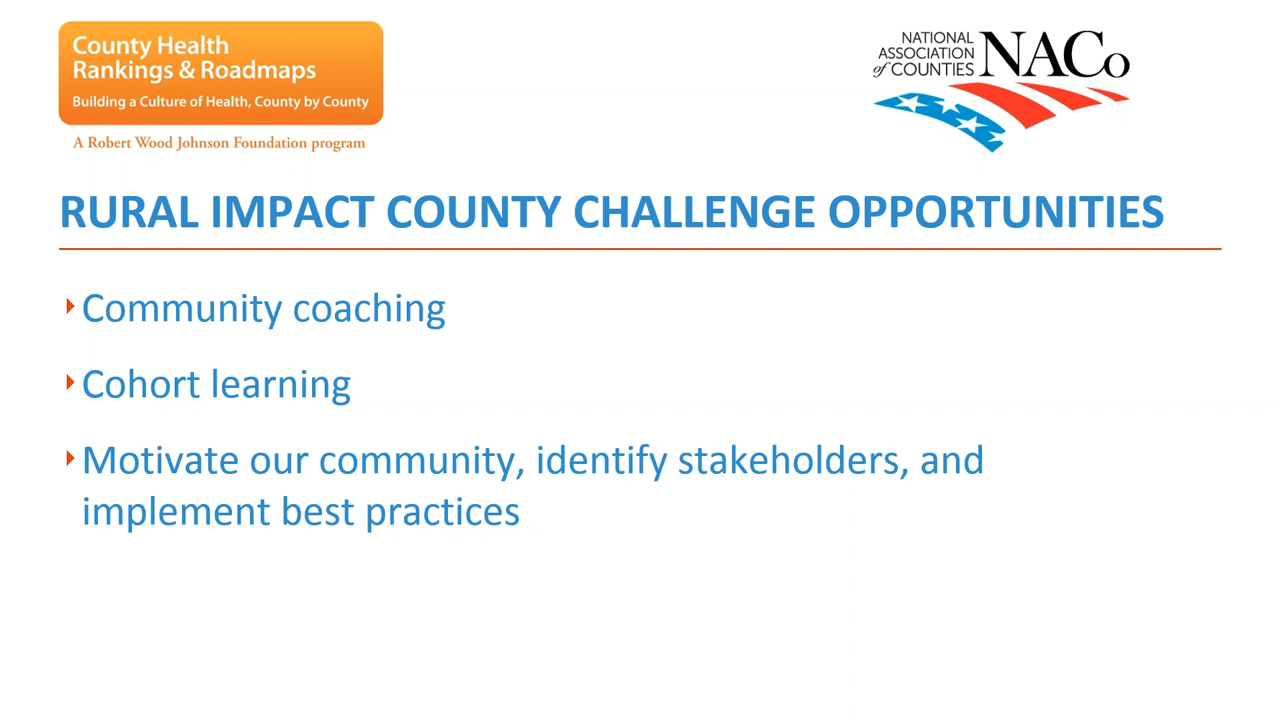 County Health
Rankings & Roadmaps
Building a Culture of Health, County by County
A Robert Wood Johnson Foundation program
NATIONAL
ASSOCIATION
of COUNTIES
NACo
RURAL IMPACT COUNTY CHALLENGE OPPORTUNITIES
Community coaching
Cohort learning
Motivate our community, identify stakeholders, and
implement best practices